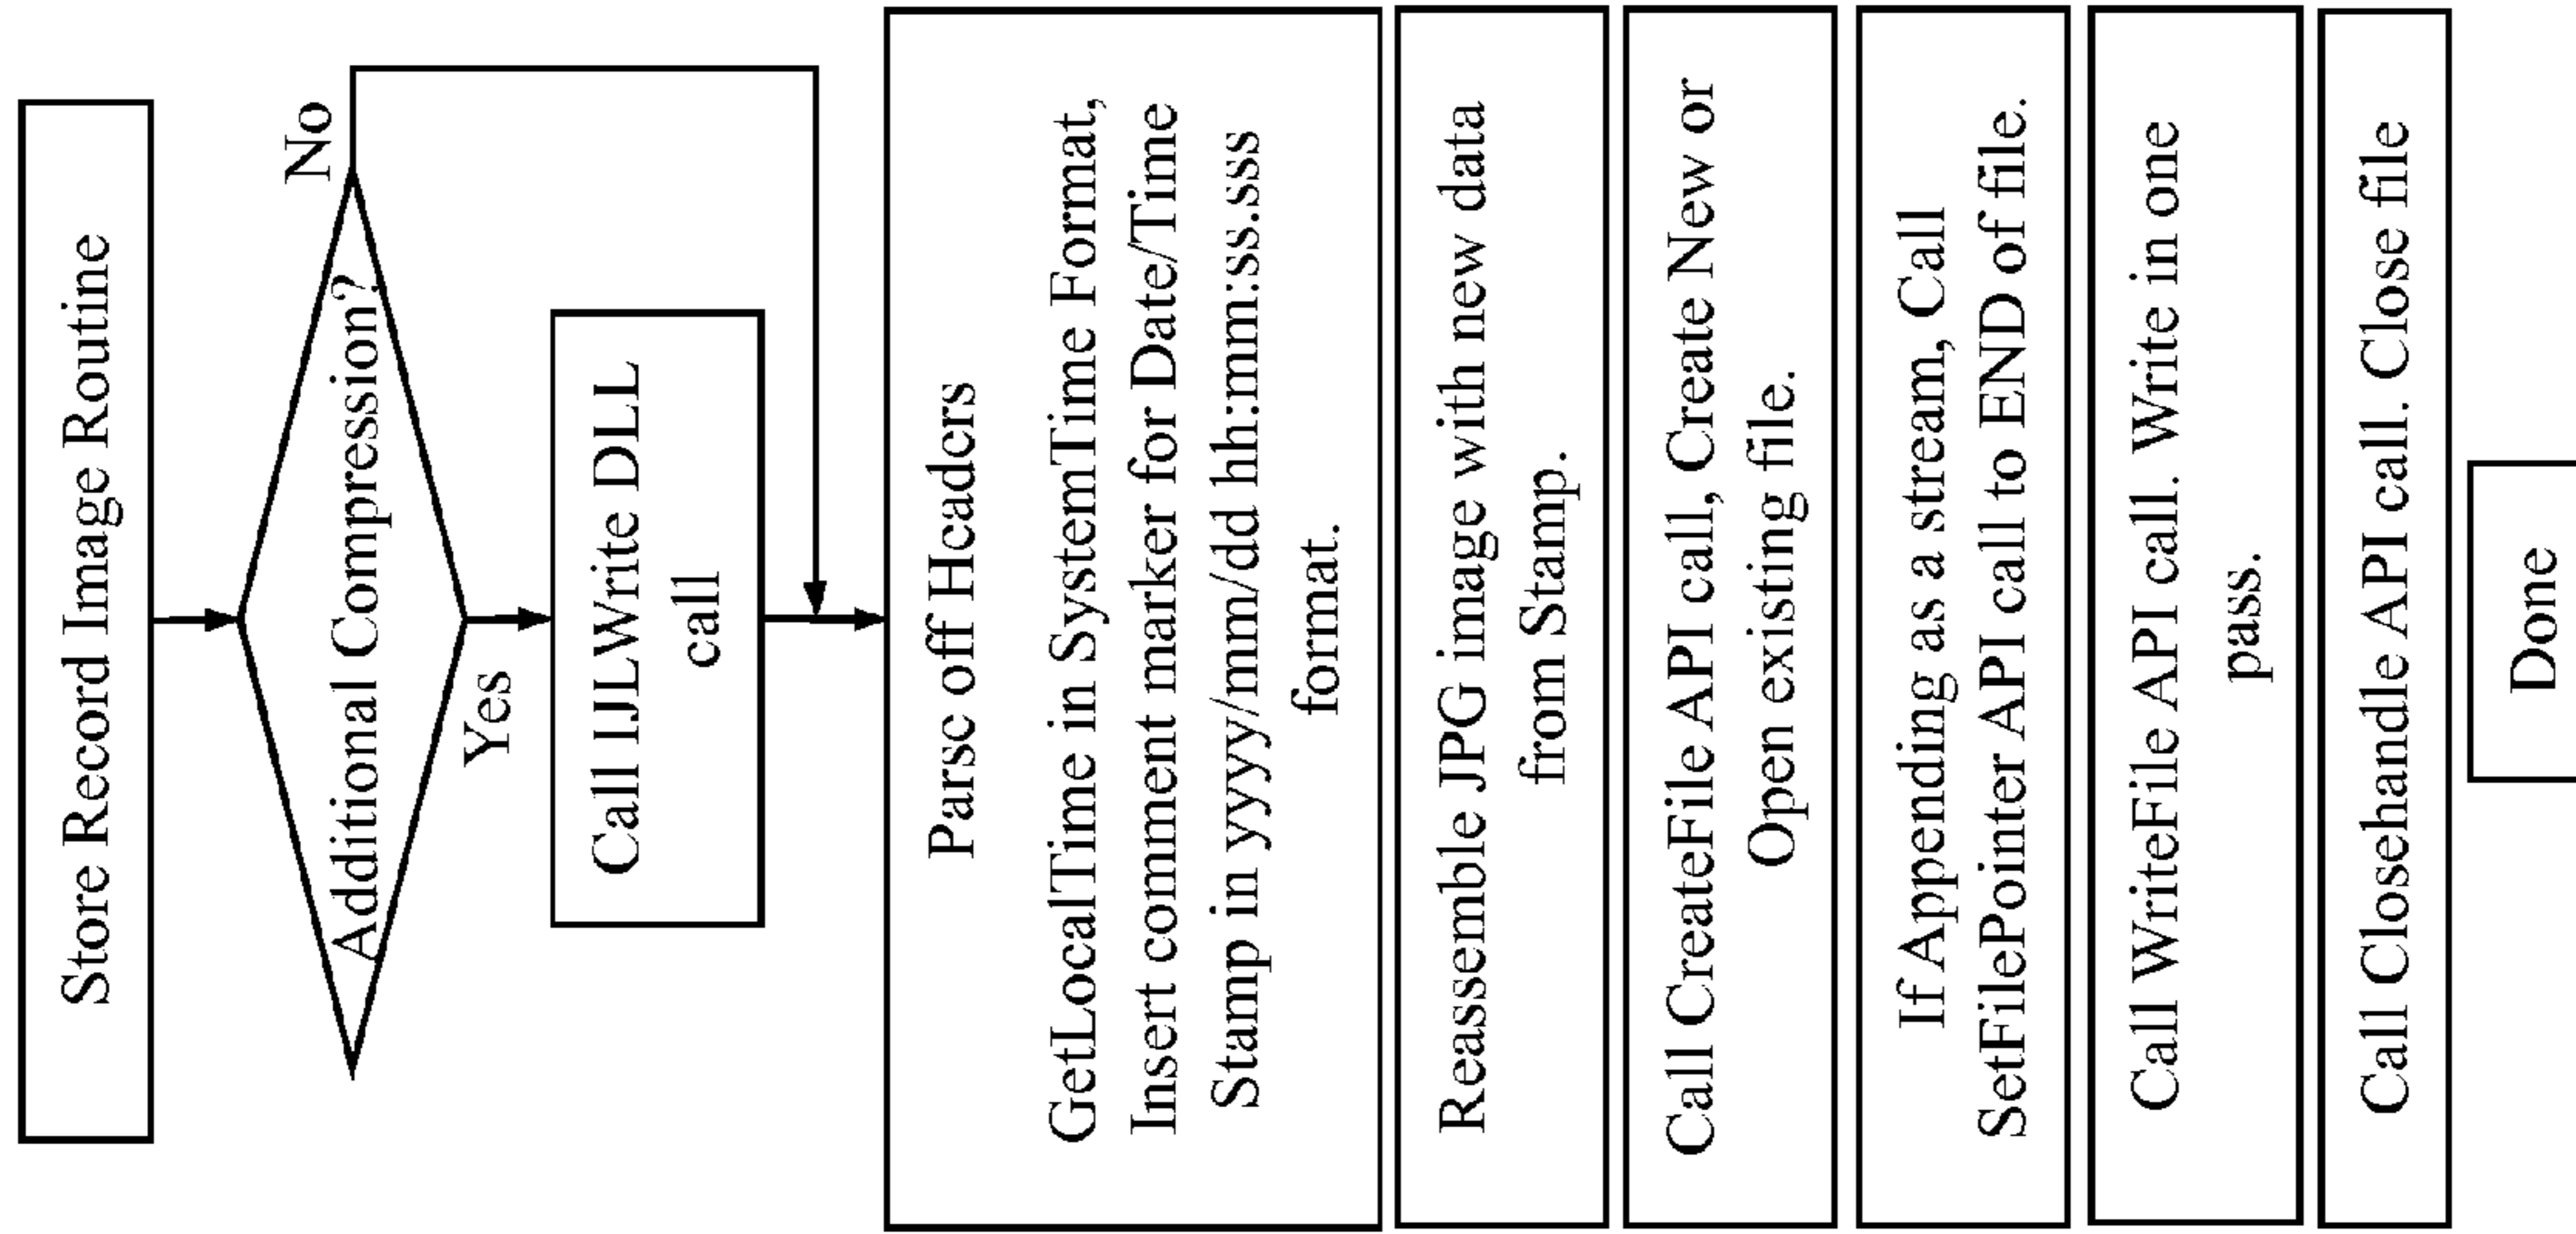 Store Record Image Routine
Additional Compression?
No
Yes
Call IJLWrite DLL
call
Parse off Headers
GetLocalTime in SystemTime Format,
Insert comment marker for Date/Time
Stamp in yyyy/mm/dd hh:mm:ss.sss
format.
Reassemble JPG image with new data
from Stamp.
Call CreateFile API call, Create New or
Open existing file.
If Appending as a stream, Call
SetFilePointer API call to END of file.
Call WriteFile API call. Write in one
pass.
Call Closehandle API call. Close file
Done